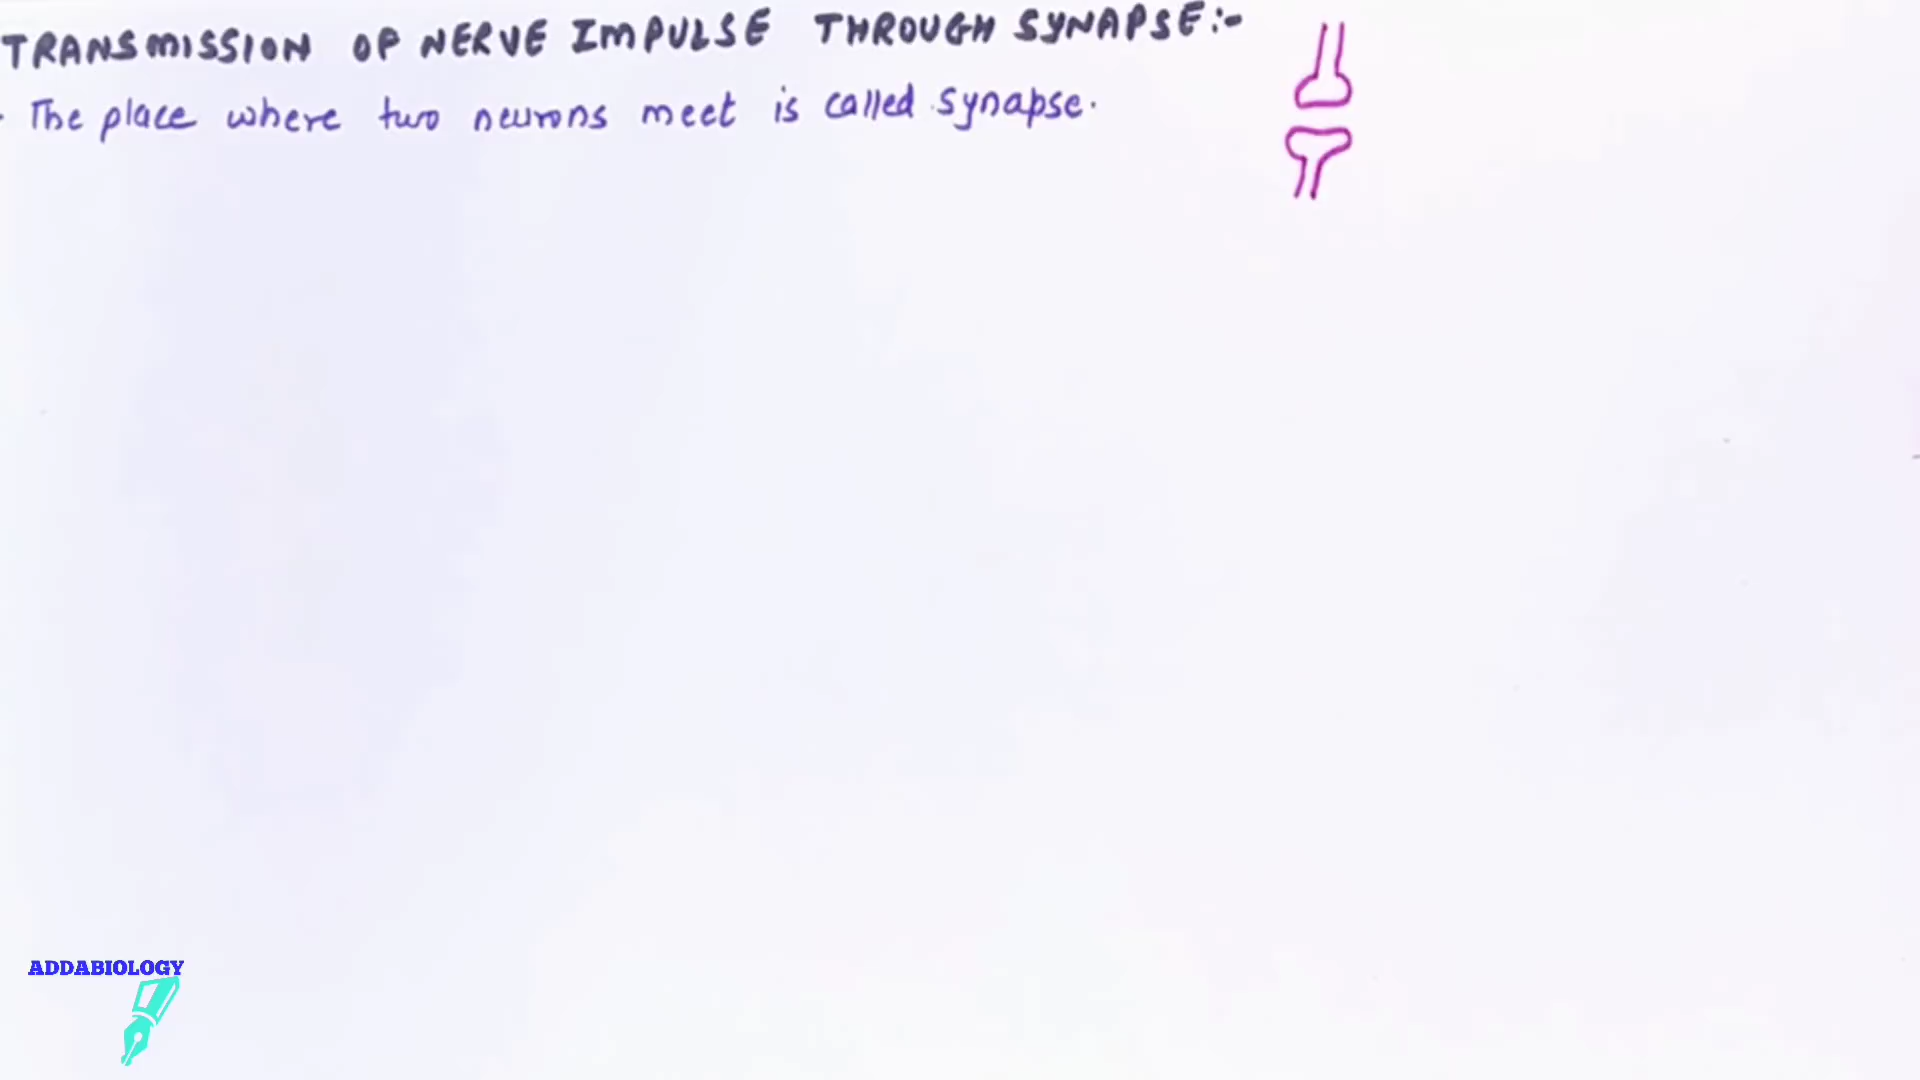 TRANSMISSION OF NERVE IMPULSE THROUGH SYNAPSE:-
· The place where two neurons meet is called synapse.
ADDABIOLOGY